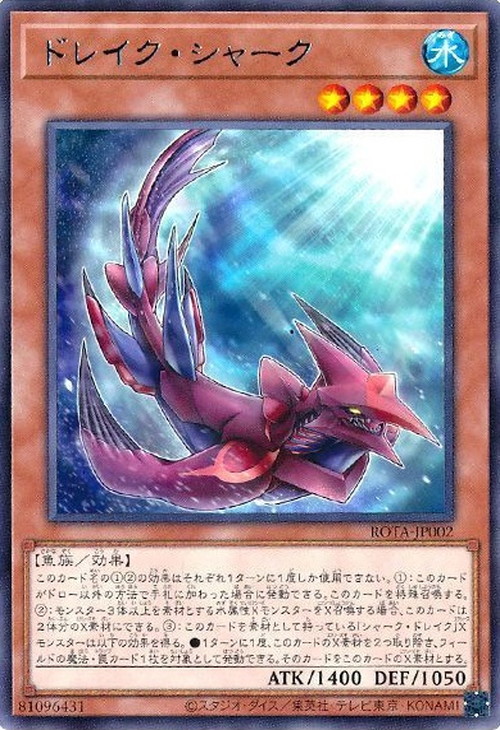 ドレイク・シャーク
水
ROTA-JP002
【魚族／効果】
このカード名の①②の効果はそれぞれ１ターンに１度しか使用できない。①：このカード
がドロー以外の方法で手札に加わった場合に発動できる。このカードを特殊召喚する。
②：モンスター３体以上を素材とする水属性Ｘモンスターをｘ召喚する場合、このカードは
２体分のＸ素材にできる。③：このカードを素材として持っている「シャーク・ドレイク」Ｘ
モンスターは以下の効果を得る。●１ターンに１度、このカードのＸ素材を２つ取り除き、フィー
ルドの魔法・罠カード１枚を対象として発動できる。そのカードをこのカードのＸ素材とする。
ATK/1400 DEF/1050
81096431
©スタジオ・ダイス／集英社・テレビ東京・KONAMI